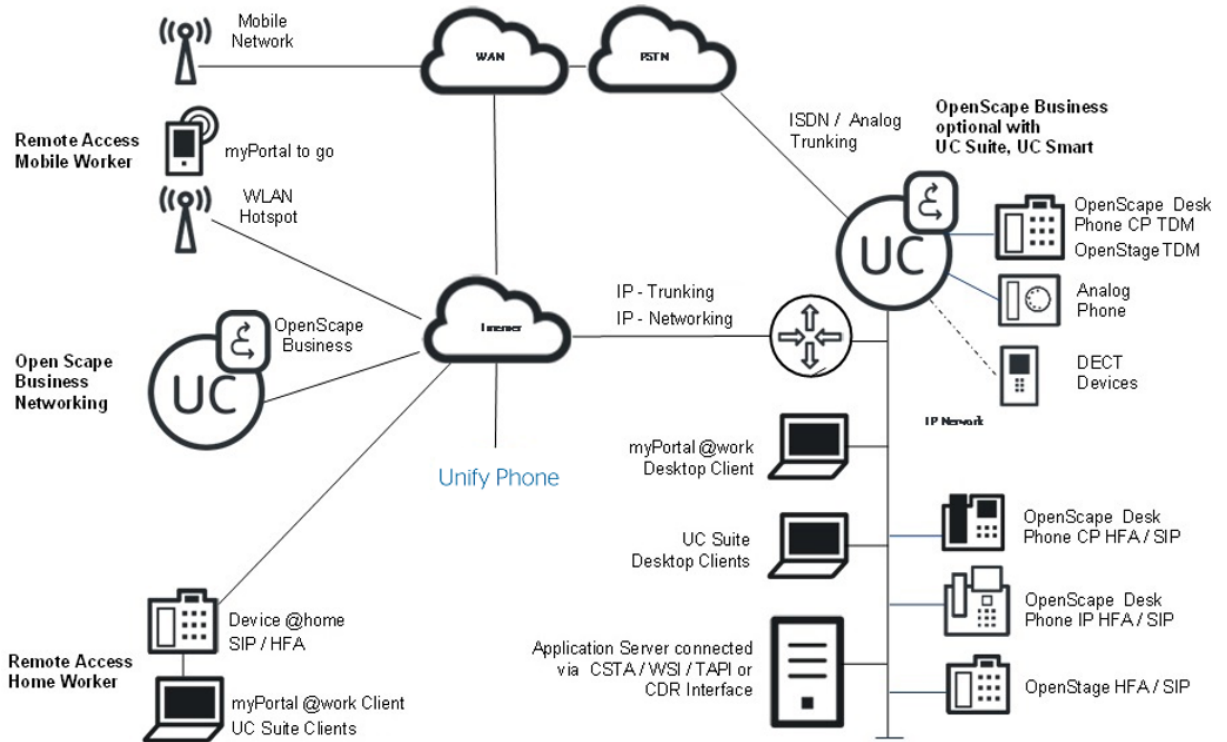 Mobile
Network
WAN
PSTN
ISDN / Analog
Trunking
OpenScape Business
optional with
UC Suite, UC Smart
Remote Access
Mobile Worker
myPortal to go
WLAN
Hotspot
UC
OpenScape Desk
Phone CP TDM
OpenStage TDM
Analog
Phone
DECT
Devices
IP - Trunking
IP - Networking
Internet
OpenScape
Business
Open Scape
Business
Networking
UC
IP Network
Unify Phone
myPortal @work
Desktop Client
UC Suite
Desktop Clients
OpenScape Desk
Phone CP HFA / SIP
OpenScape Desk
Phone IP HFA / SIP
Device @home
SIP / HFA
Application Server connected
via CSTA / WSI / TAPI or
CDR Interface
OpenStage HFA / SIP
Remote Access
Home Worker
myPortal @work Client
UC Suite Clients